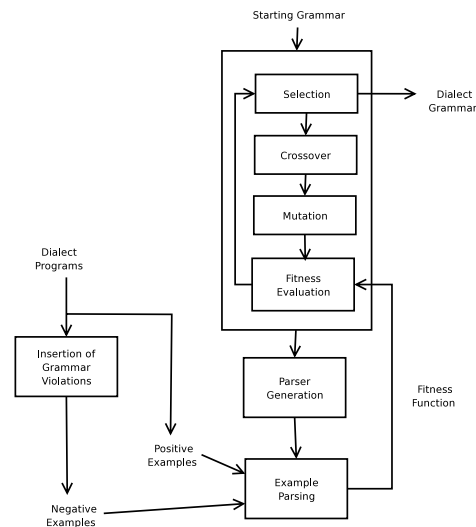 Starting Grammar
Selection
Dialect
Grammar
Crossover
Mutation
Dialect
Programs
Fitness
Evaluation
Insertion of
Grammar
Violations
Parser
Generation
Fitness
Function
Positive
Examples
Example
Parsing
Negative
Examples